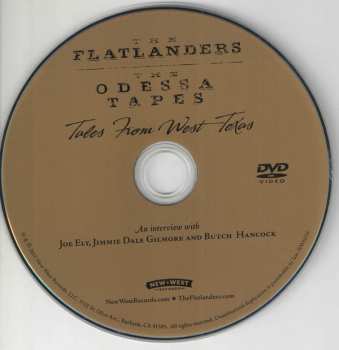 THE
FLATLANDERS
THE
ODESSA
TAPES
Tales From West Texas
DVD
VIDEO
An interview with
JOE ELY, JIMMIE DALE GILMORE AND BUTCH HANCOCK
NEW WEST
RECORDS
NewWestRecords.com • TheFlatlanders.com